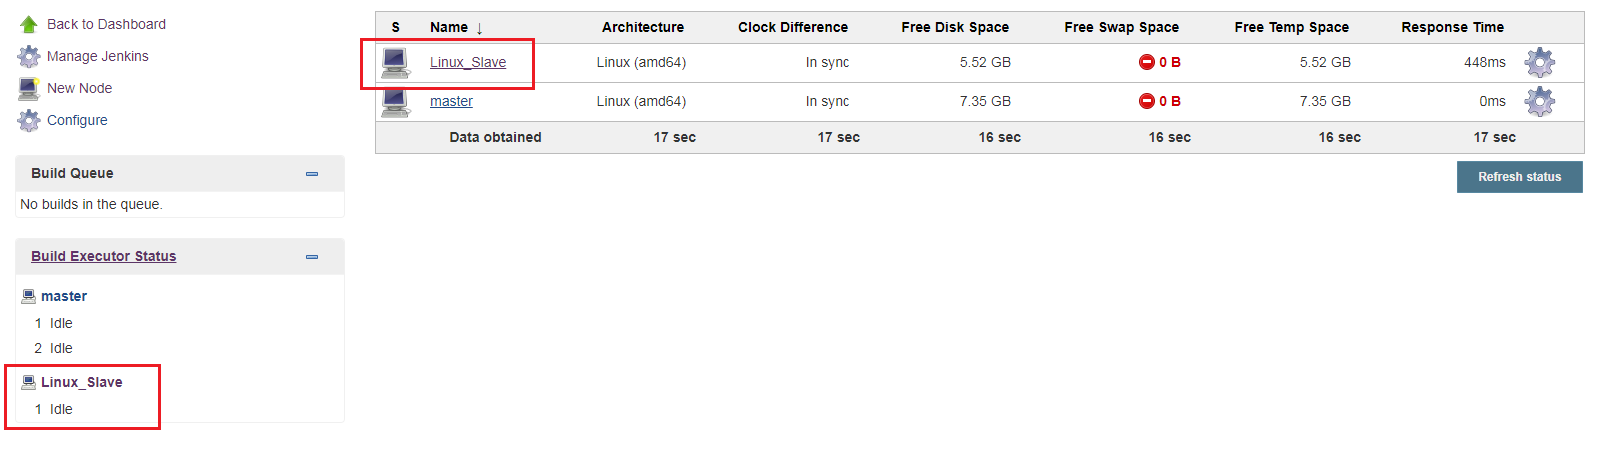 Back to Dashboard
Manage Jenkins
New Node
Configure
Build Queue
No builds in the queue.
Build Executor Status
master
1 Idle
2 Idle
Linux_Slave
1 Idle
S Name ↓ Architecture Clock Difference Free Disk Space Free Swap Space Free Temp Space Response Time
Linux_Slave Linux (amd64) In sync 5.52 GB 0 B 5.52 GB 448ms
master Linux (amd64) In sync 7.35 GB 0 B 7.35 GB 0ms
Data obtained 17 sec 17 sec 16 sec 16 sec 16 sec 17 sec
Refresh status